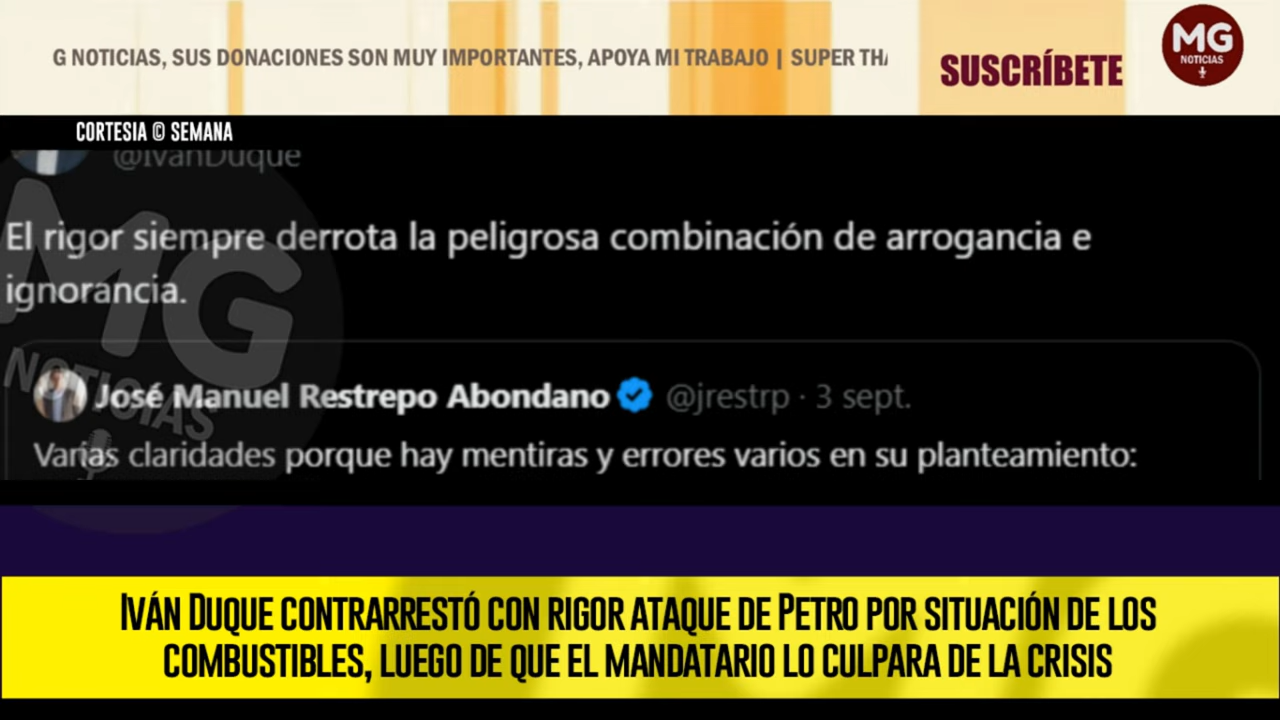 G NOTICIAS, SUS DONACIONES SON MUY IMPORTANTES, APOYA MI TRABAJO | SUPER THA
SUSCRÍBETE
MG
NOTICIAS
CORTESIA © SEMANA
@IvanDuque
El rigor siempre derrota la peligrosa combinación de arrogancia e
ignorancia.
MG
NOTICIAS
José Manuel Restrepo Abondano @jrestrp · 3 sept.
Varias claridades porque hay mentiras y errores varios en su planteamiento:
IVÁN DUQUE CONTRARRESTÓ CON RIGOR ATAQUE DE PETRO POR SITUACIÓN DE LOS
COMBUSTIBLES, LUEGO DE QUE EL MANDATARIO LO CULPARA DE LA CRISIS